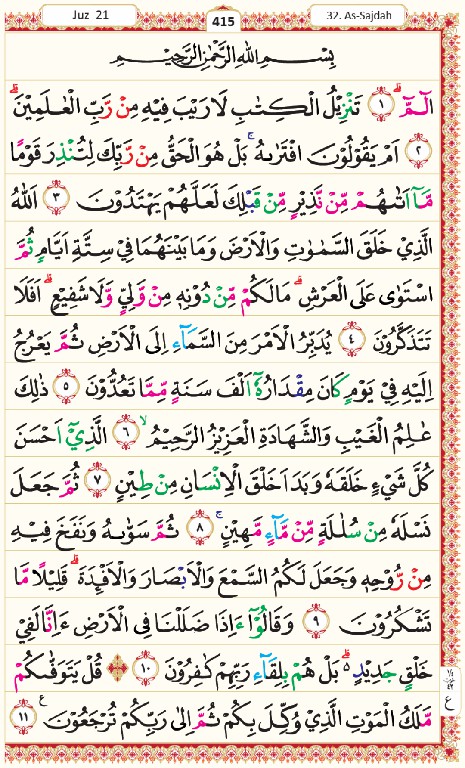 Juz 21
415
32. As-Sajdah
بِسْمِ اللّٰهِ الرَّحْمٰنِ الرَّحِيْمِ
الٓمّٓ ۚ ﴿١﴾ تَنْزِيْلُ الْكِتٰبِ لَا رَيْبَ فِيْهِ مِنْ رَّبِّ الْعٰلَمِيْنَ ۗ
﴿٢﴾ اَمْ يَقُوْلُوْنَ افْتَرٰىهُ ۚ بَلْ هُوَ الْحَقُّ مِنْ رَّبِّكَ لِتُنْذِرَ قَوْمًا
مَّآ اَتٰىهُمْ مِّنْ نَّذِيْرٍ مِّنْ قَبْلِكَ لَعَلَّهُمْ يَهْتَدُوْنَ ﴿٣﴾ اَللّٰهُ
الَّذِيْ خَلَقَ السَّمٰوٰتِ وَالْاَرْضَ وَمَا بَيْنَهُمَا فِيْ سِتَّةِ اَيَّامٍ ثُمَّ
اسْتَوٰى عَلَى الْعَرْشِ ۗ مَا لَكُمْ مِّنْ دُوْنِهٖ مِنْ وَّلِيٍّ وَّلَا شَفِيْعٍ ۗ اَفَلَا
تَتَذَكَّرُوْنَ ﴿٤﴾ يُدَبِّرُ الْاَمْرَ مِنَ السَّمَآءِ اِلَى الْاَرْضِ ثُمَّ يَعْرُجُ
اِلَيْهِ فِيْ يَوْمٍ كَانَ مِقْدَارُهٗٓ اَلْفَ سَنَةٍ مِّمَّا تَعُدُّوْنَ ﴿٥﴾ ذٰلِكَ
عٰلِمُ الْغَيْبِ وَالشَّهَادَةِ الْعَزِيْزُ الرَّحِيْمُ ۙ ﴿٦﴾ الَّذِيْٓ اَحْسَنَ
كُلَّ شَيْءٍ خَلَقَهٗ وَبَدَاَ خَلْقَ الْاِنْسَانِ مِنْ طِيْنٍ ﴿٧﴾ ثُمَّ جَعَلَ
نَسْلَهٗ مِنْ سُلٰلَةٍ مِّنْ مَّآءٍ مَّهِيْنٍ ۚ ﴿٨﴾ ثُمَّ سَوّٰىهُ وَنَفَخَ فِيْهِ
مِنْ رُّوْحِهٖ وَجَعَلَ لَكُمُ السَّمْعَ وَالْاَبْصَارَ وَالْاَفْـِٕدَةَ ۗ قَلِيْلًا مَّا
تَشْكُرُوْنَ ﴿٩﴾ وَقَالُوْٓا ءَاِذَا ضَلَلْنَا فِى الْاَرْضِ ءَاِنَّا لَفِيْ
خَلْقٍ جَدِيْدٍ ەۗ بَلْ هُمْ بِلِقَآءِ رَبِّهِمْ كٰفِرُوْنَ ﴿١٠﴾ ۞ قُلْ يَتَوَفّٰىكُمْ
مَّلَكُ الْمَوْتِ الَّذِيْ وُكِّلَ بِكُمْ ثُمَّ اِلٰى رَبِّكُمْ تُرْجَعُوْنَ ࣖ ﴿١١﴾